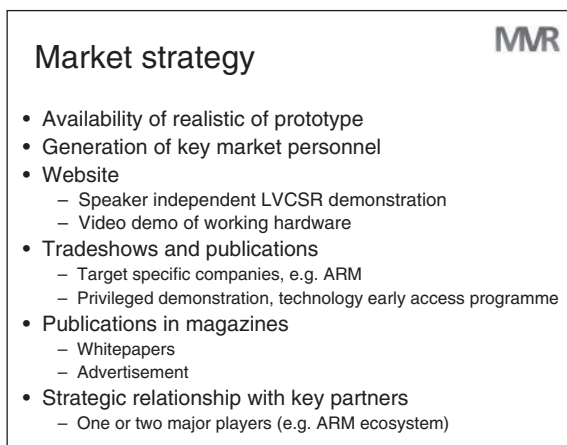 MVR
Market strategy
• Availability of realistic of prototype
• Generation of key market personnel
• Website
– Speaker independent LVCSR demonstration
– Video demo of working hardware
• Tradeshows and publications
– Target specific companies, e.g. ARM
– Privileged demonstration, technology early access programme
• Publications in magazines
– Whitepapers
– Advertisement
• Strategic relationship with key partners
– One or two major players (e.g. ARM ecosystem)